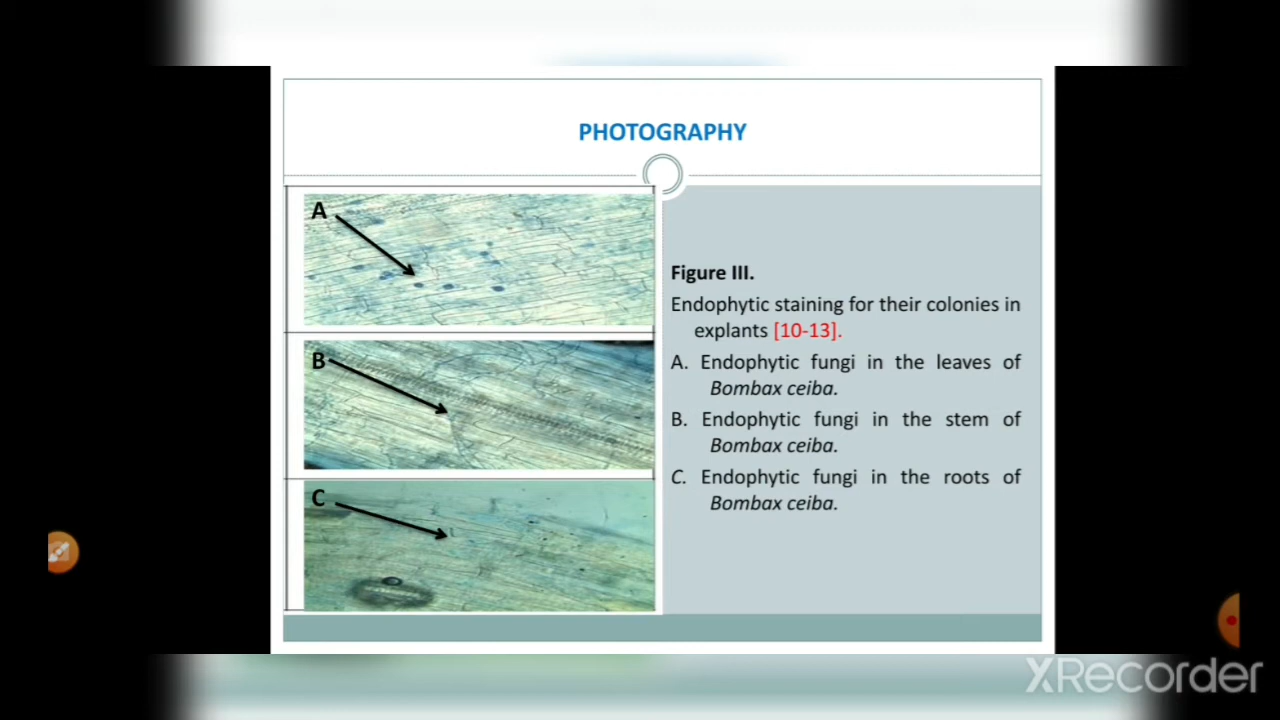 PHOTOGRAPHY
A
B
C
Figure III.
Endophytic staining for their colonies in
explants [10-13].
A. Endophytic fungi in the leaves of
Bombax ceiba.
B. Endophytic fungi in the stem of
Bombax ceiba.
C. Endophytic fungi in the roots of
Bombax ceiba.
XRecorder